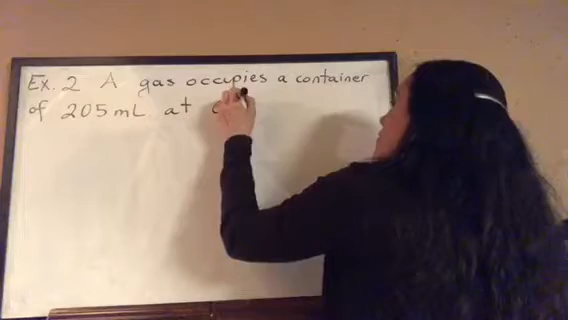 Ex. 2 A gas occupies a container
of 205 mL at